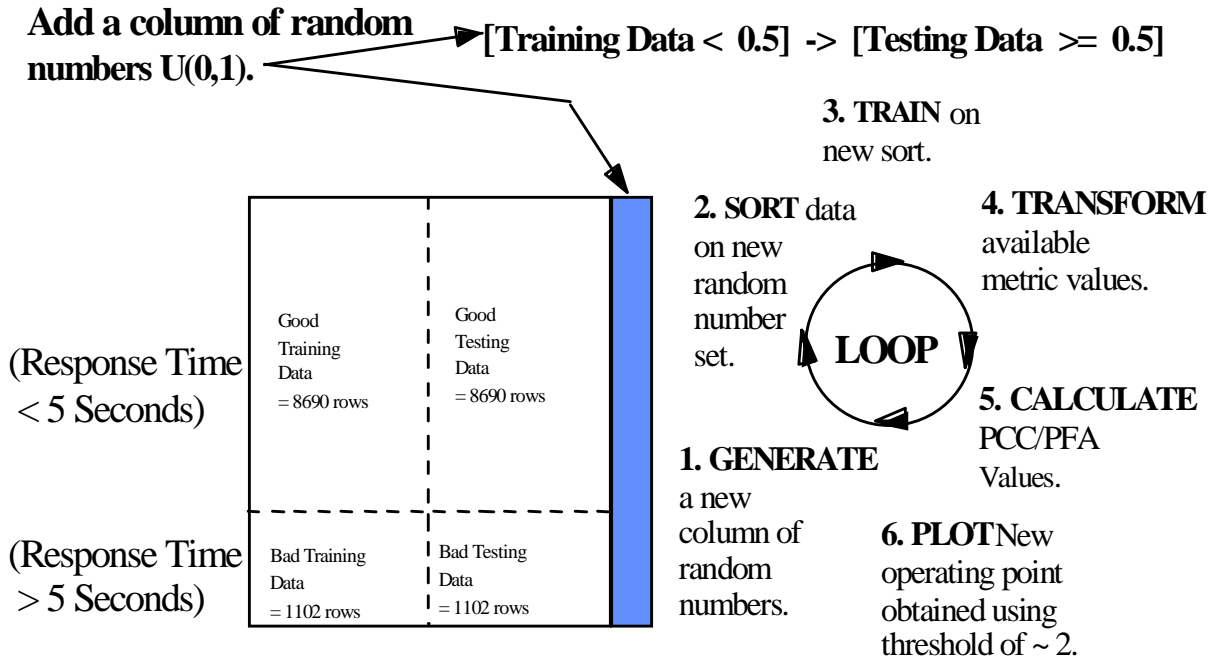 Add a column of random
numbers U(0,1).
[Training Data < 0.5] -> [Testing Data >= 0.5]
3. TRAIN on
new sort.
2. SORT data
on new
random
number
set.
4. TRANSFORM
available
metric values.
LOOP
(Response Time
< 5 Seconds)
Good
Training
Data
= 8690 rows
Good
Testing
Data
= 8690 rows
5. CALCULATE
PCC/PFA
Values.
1. GENERATE
a new
column of
random
numbers.
6. PLOT New
operating point
obtained using
threshold of ~ 2.
(Response Time
> 5 Seconds)
Bad Training
Data
= 1102 rows
Bad Testing
Data
= 1102 rows